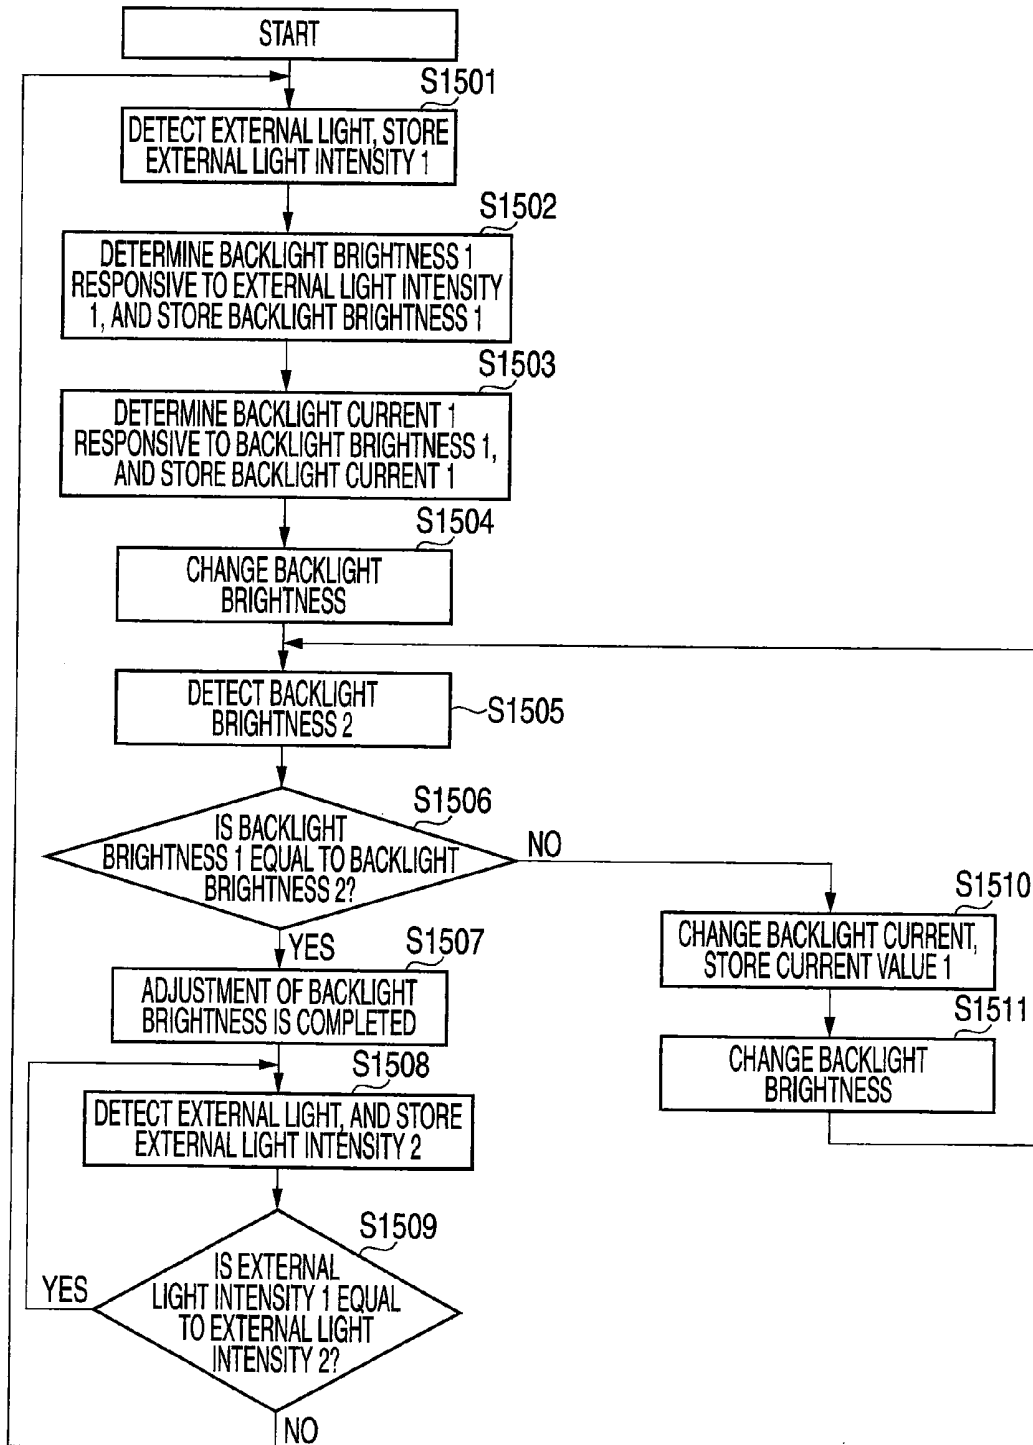 START
S1501
DETECT EXTERNAL LIGHT, STORE
EXTERNAL LIGHT INTENSITY 1
S1502
DETERMINE BACKLIGHT BRIGHTNESS 1
RESPONSIVE TO EXTERNAL LIGHT INTENSITY
1, AND STORE BACKLIGHT BRIGHTNESS 1
S1503
DETERMINE BACKLIGHT CURRENT 1
RESPONSIVE TO BACKLIGHT BRIGHTNESS 1,
AND STORE BACKLIGHT CURRENT 1
S1504
CHANGE BACKLIGHT
BRIGHTNESS
DETECT BACKLIGHT
BRIGHTNESS 2
S1505
S1506
IS BACKLIGHT
BRIGHTNESS 1 EQUAL TO BACKLIGHT
BRIGHTNESS 2?
NO
YES
S1507
ADJUSTMENT OF BACKLIGHT
BRIGHTNESS IS COMPLETED
S1508
DETECT EXTERNAL LIGHT, AND STORE
EXTERNAL LIGHT INTENSITY 2
S1509
IS EXTERNAL
LIGHT INTENSITY 1 EQUAL
TO EXTERNAL LIGHT
INTENSITY 2?
YES
NO
S1510
CHANGE BACKLIGHT CURRENT,
STORE CURRENT VALUE 1
S1511
CHANGE BACKLIGHT
BRIGHTNESS